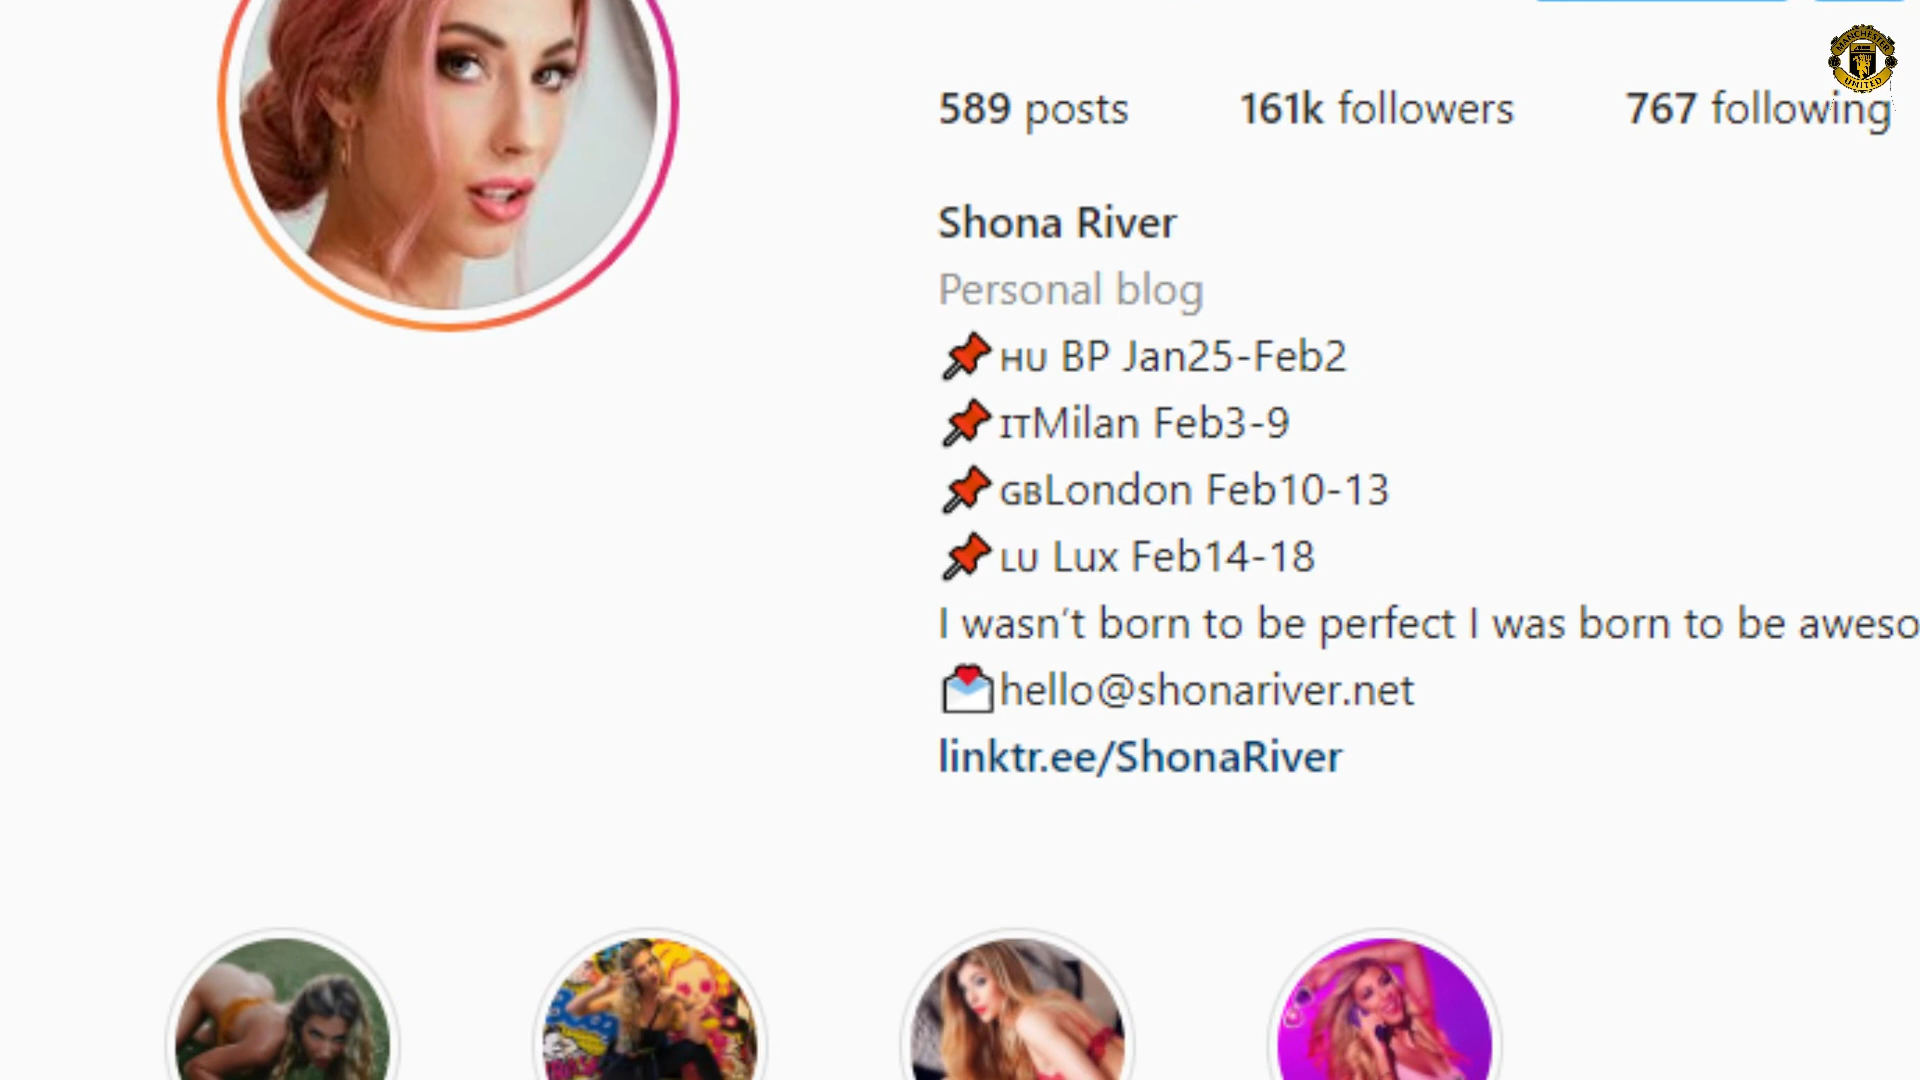 MANCHESTER
UNITED
589 posts 161k followers 767 following
Shona River
Personal blog
📌HU BP Jan25-Feb2
📌ITMilan Feb3-9
📌GBLondon Feb10-13
📌LU Lux Feb14-18
I wasn't born to be perfect I was born to be aweso
💌hello@shonariver.net
linktr.ee/ShonaRiver